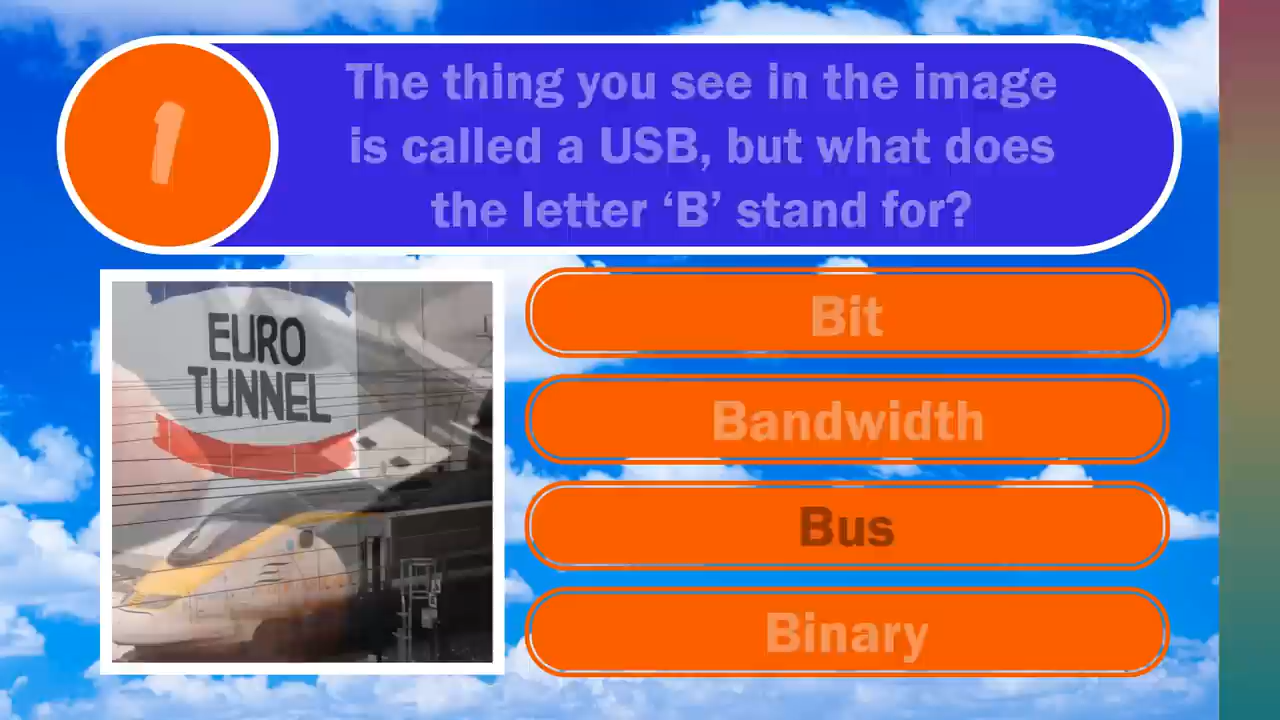 1
The thing you see in the image
is called a USB, but what does
the letter ‘B’ stand for?
EURO
TUNNEL
Bit
Bandwidth
Bus
Binary